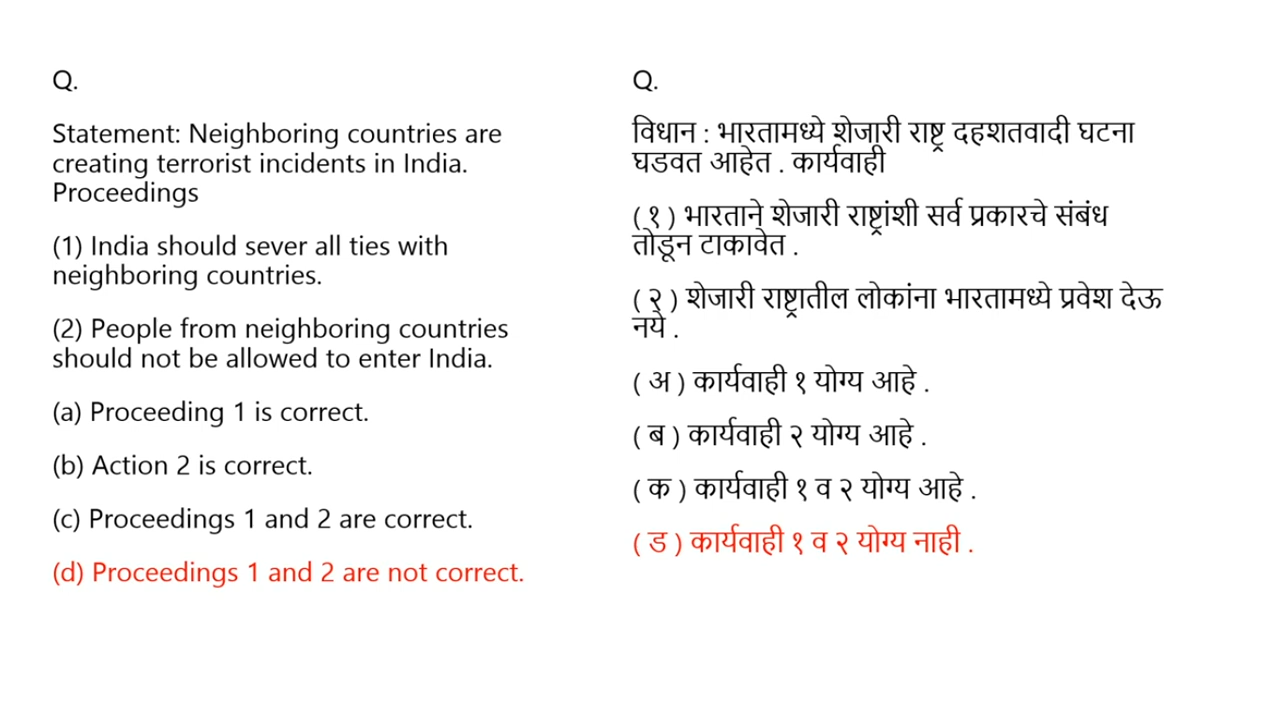 Q.
Statement: Neighboring countries are
creating terrorist incidents in India.
Proceedings
(1) India should sever all ties with
neighboring countries.
(2) People from neighboring countries
should not be allowed to enter India.
(a) Proceeding 1 is correct.
(b) Action 2 is correct.
(c) Proceedings 1 and 2 are correct.
(d) Proceedings 1 and 2 are not correct.
Q.
विधान : भारतामध्ये शेजारी राष्ट्र दहशतवादी घटना
घडवत आहेत . कार्यवाही
( १ ) भारताने शेजारी राष्ट्रांशी सर्व प्रकारचे संबंध
तोडून टाकावेत .
( २ ) शेजारी राष्ट्रातील लोकांना भारतामध्ये प्रवेश देऊ
नये .
( अ ) कार्यवाही १ योग्य आहे .
( ब ) कार्यवाही २ योग्य आहे .
( क ) कार्यवाही १ व २ योग्य आहे .
( ड ) कार्यवाही १ व २ योग्य नाही .